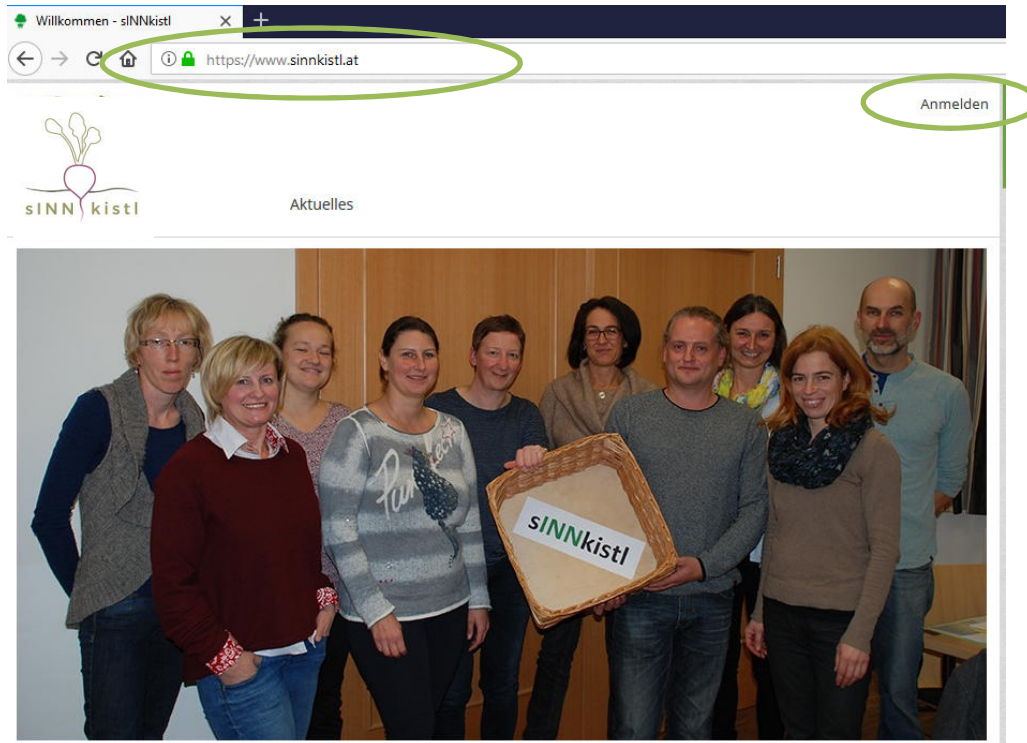 Willkommen - sINNkistl
https://www.sinnkistl.at
Anmelden
sINN kistl
Aktuelles
sINNkistl